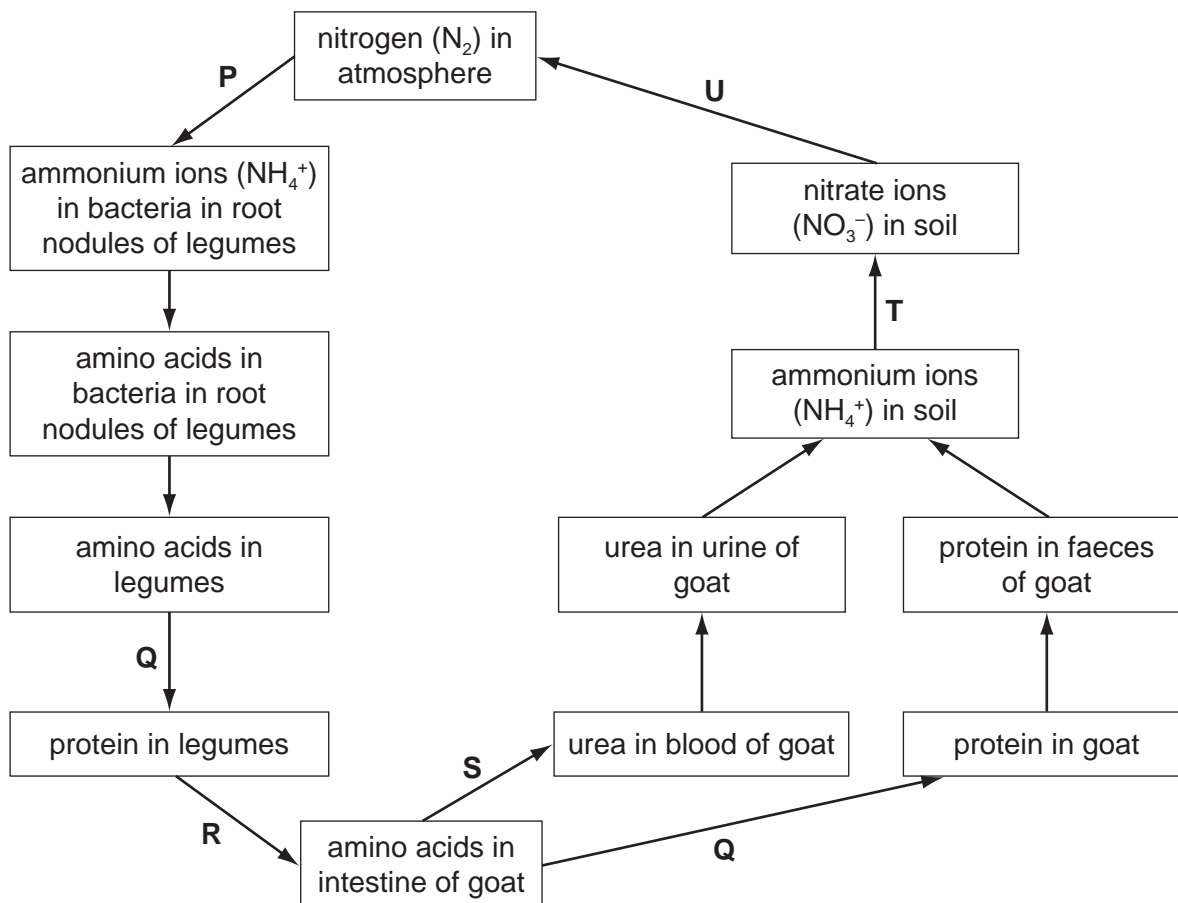 nitrogen (N₂) in
atmosphere
P
U
ammonium ions (NH₄⁺)
in bacteria in root
nodules of legumes
nitrate ions
(NO₃⁻) in soil
T
amino acids in
bacteria in root
nodules of legumes
ammonium ions
(NH₄⁺) in soil
amino acids in
legumes
urea in urine of
goat
protein in faeces
of goat
Q
protein in legumes
urea in blood of goat
protein in goat
S
R
Q
amino acids in
intestine of goat